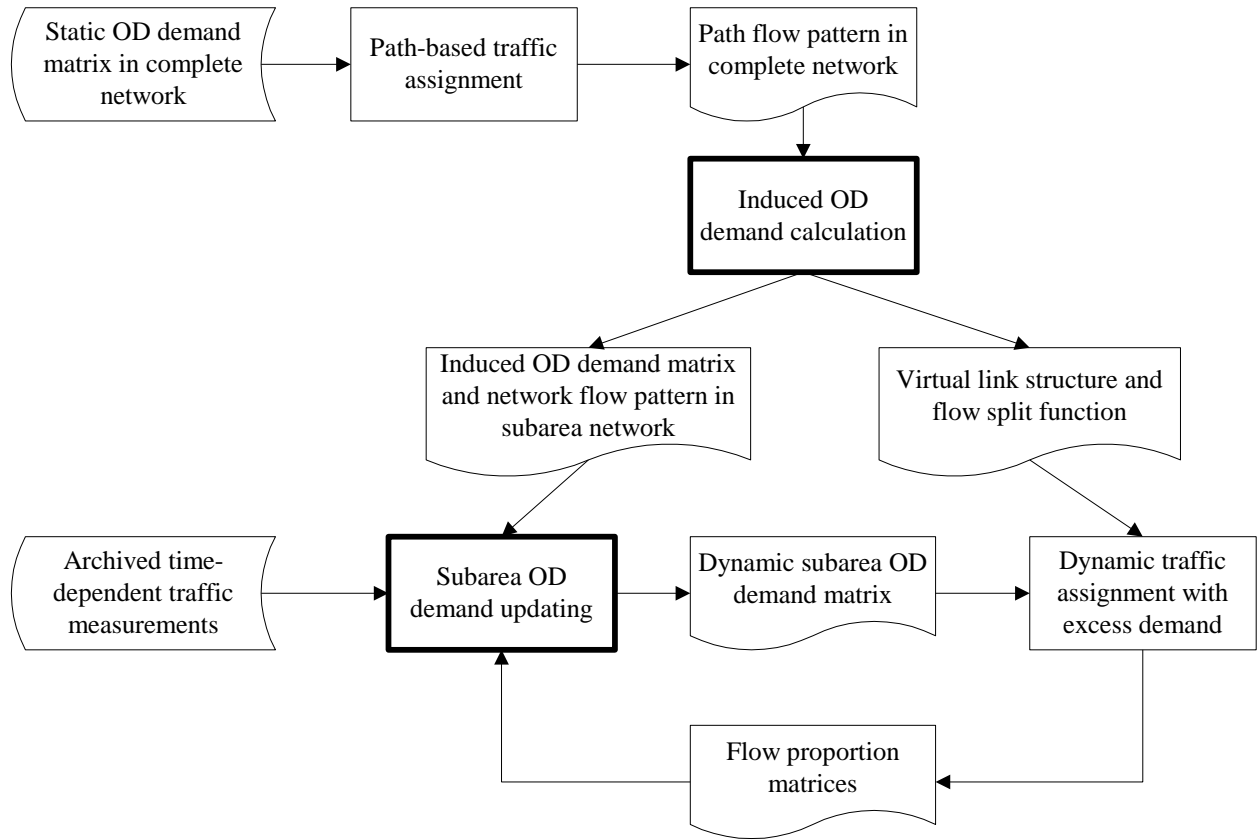 Static OD demand
matrix in complete
network
Path-based traffic
assignment
Path flow pattern in
complete network
Induced OD
demand calculation
Induced OD demand matrix
and network flow pattern in
subarea network
Virtual link structure and
flow split function
Archived time-
dependent traffic
measurements
Subarea OD
demand updating
Dynamic subarea OD
demand matrix
Dynamic traffic
assignment with
excess demand
Flow proportion
matrices